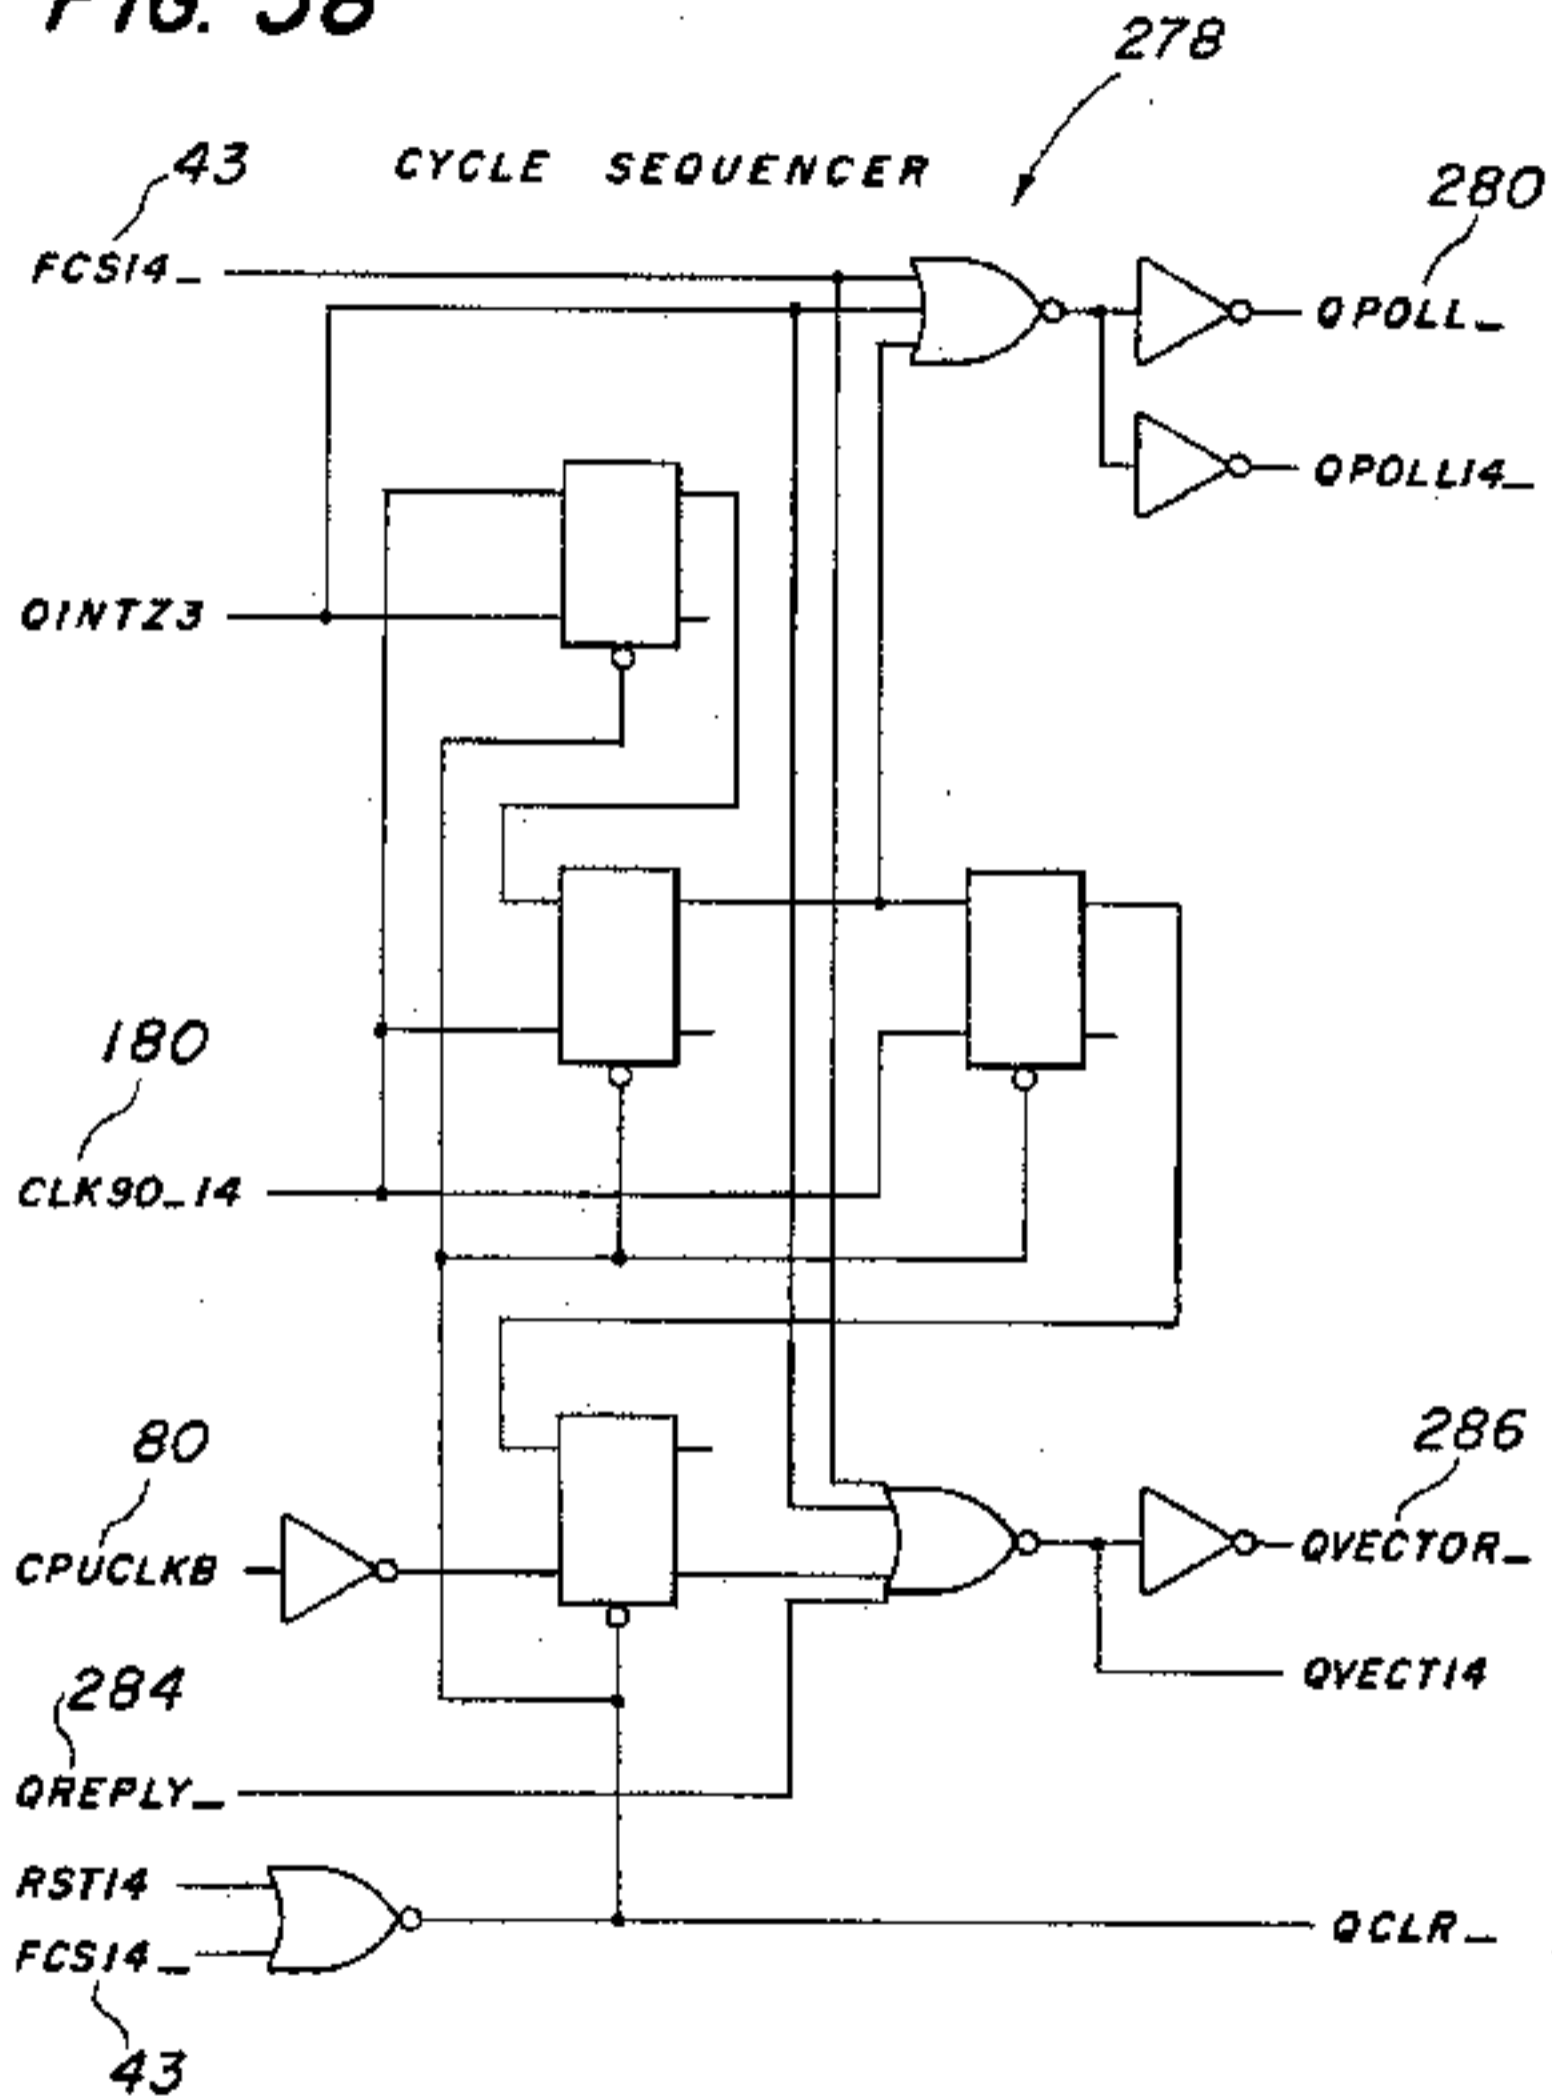 FIG. 38
278
43
CYCLE SEQUENCER
280
FCS14_
QPOLL_
QPOLL14_
QINTZ3
180
CLK90_14
80
286
CPUCLKB
QVECTOR_
284
QVECT14
QREPLY_
RST14
FCS14_
QCLR_
43